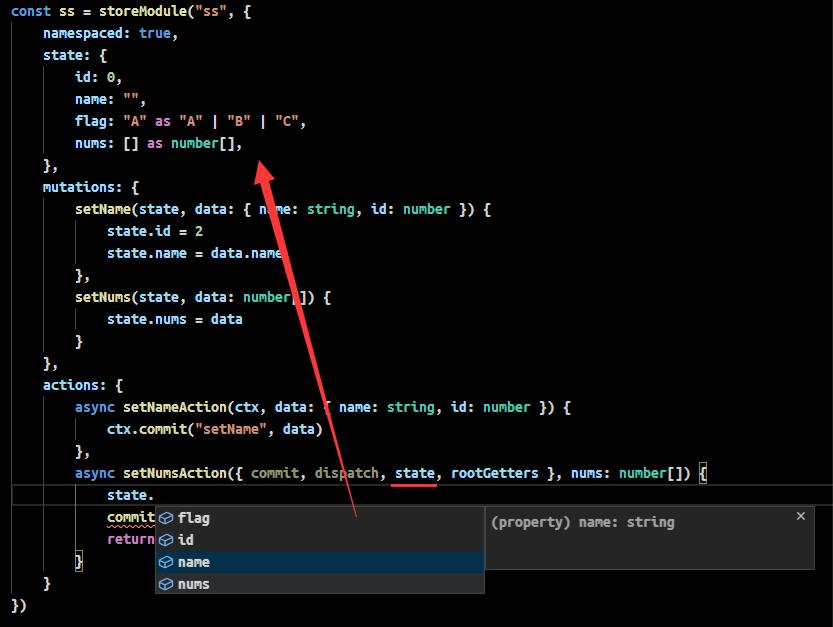 const ss = storeModule("ss", {
    namespaced: true,
    state: {
        id: 0,
        name: "",
        flag: "A" as "A" | "B" | "C",
        nums: [] as number[],
    },
    mutations: {
        setName(state, data: { name: string, id: number }) {
            state.id = 2
            state.name = data.name
        },
        setNums(state, data: number[]) {
            state.nums = data
        }
    },
    actions: {
        async setNameAction(ctx, data: { name: string, id: number }) {
            ctx.commit("setName", data)
        },
        async setNumsAction({ commit, dispatch, state, rootGetters }, nums: number[]) {
            state.
            commit
            return
        }
    }
})
flag
id
name
nums
(property) name: string